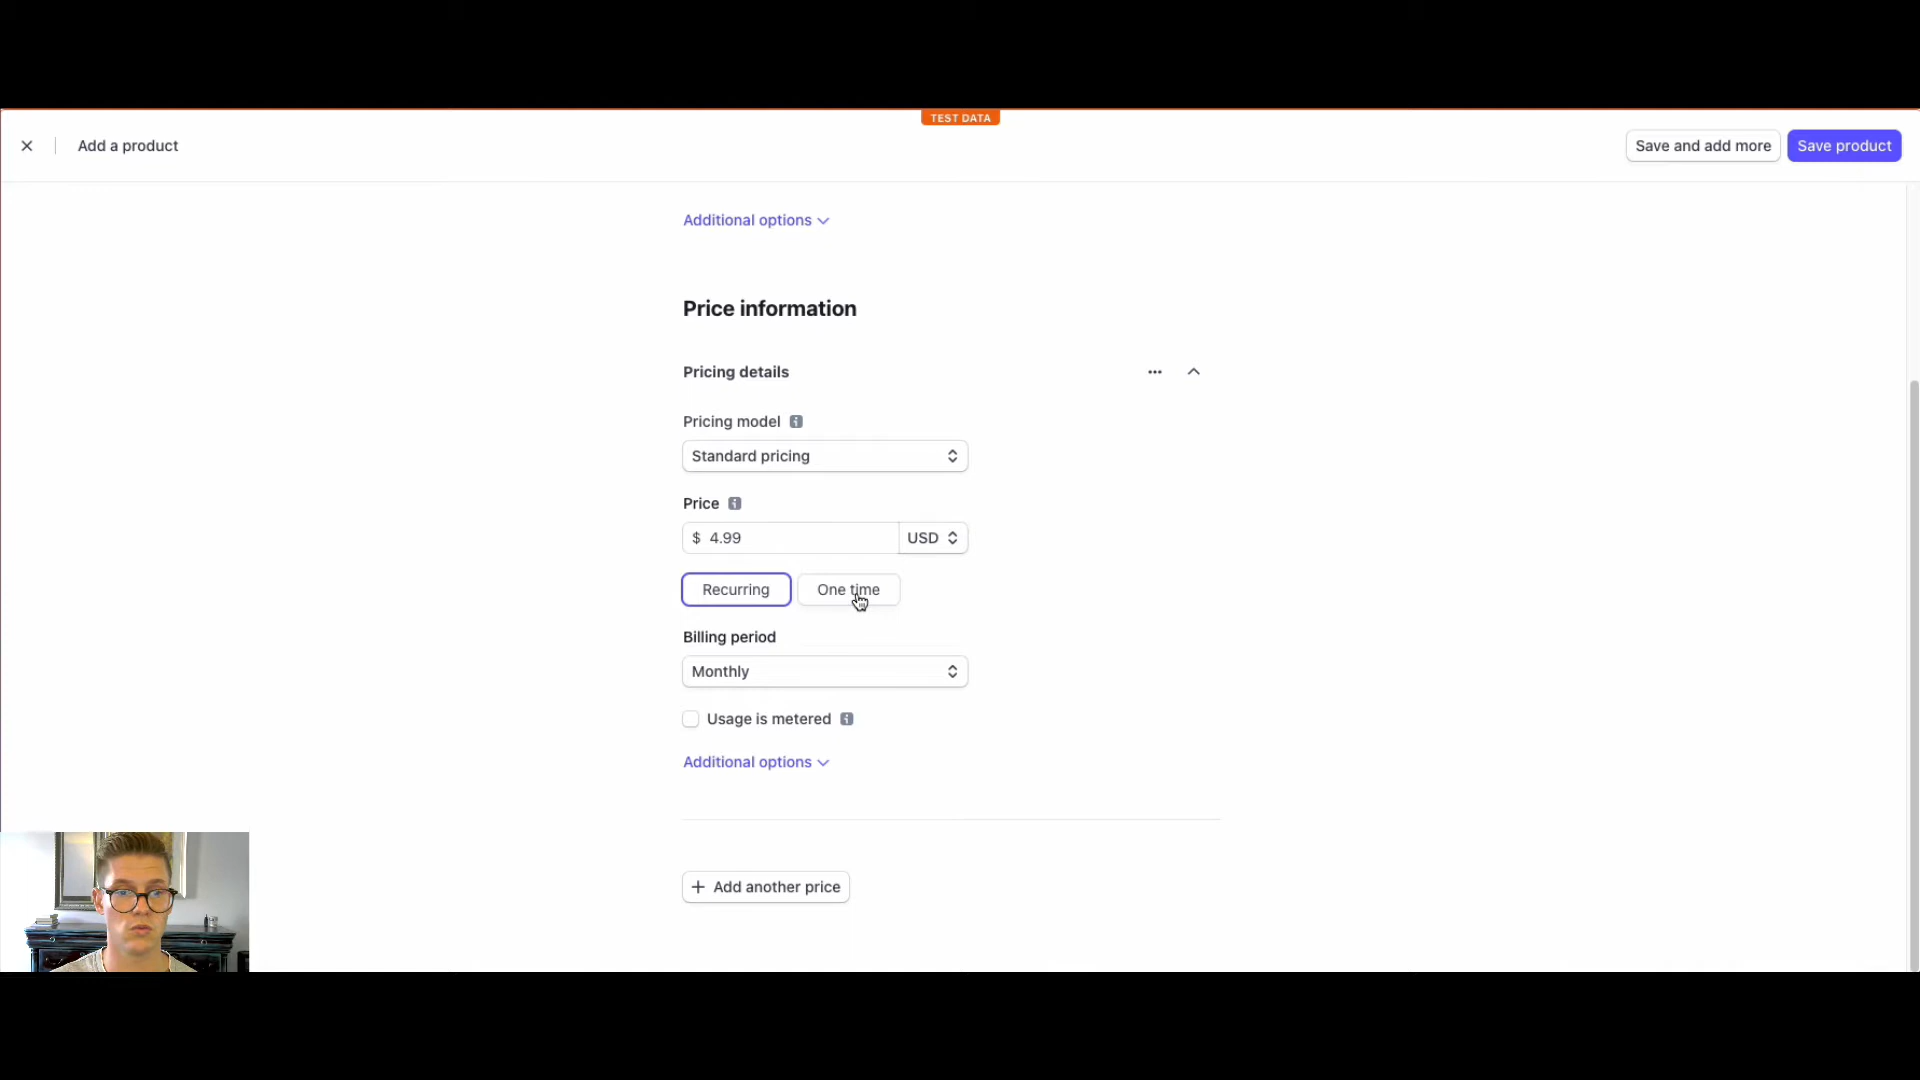 TEST DATA
Add a product
Save and add more
Save product
Additional options
Price information
Pricing details
Pricing model
Standard pricing
Price
$ 4.99 USD
Recurring
One time
Billing period
Monthly
Usage is metered
Additional options
Add another price